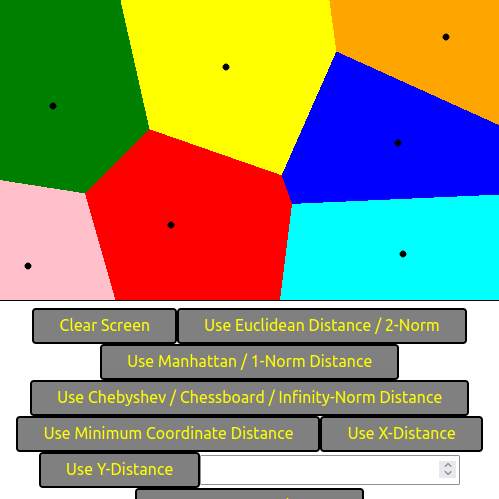 Clear Screen Use Euclidean Distance / 2-Norm
Use Manhattan / 1-Norm Distance
Use Chebyshev / Chessboard / Infinity-Norm Distance
Use Minimum Coordinate Distance Use X-Distance
Use Y-Distance